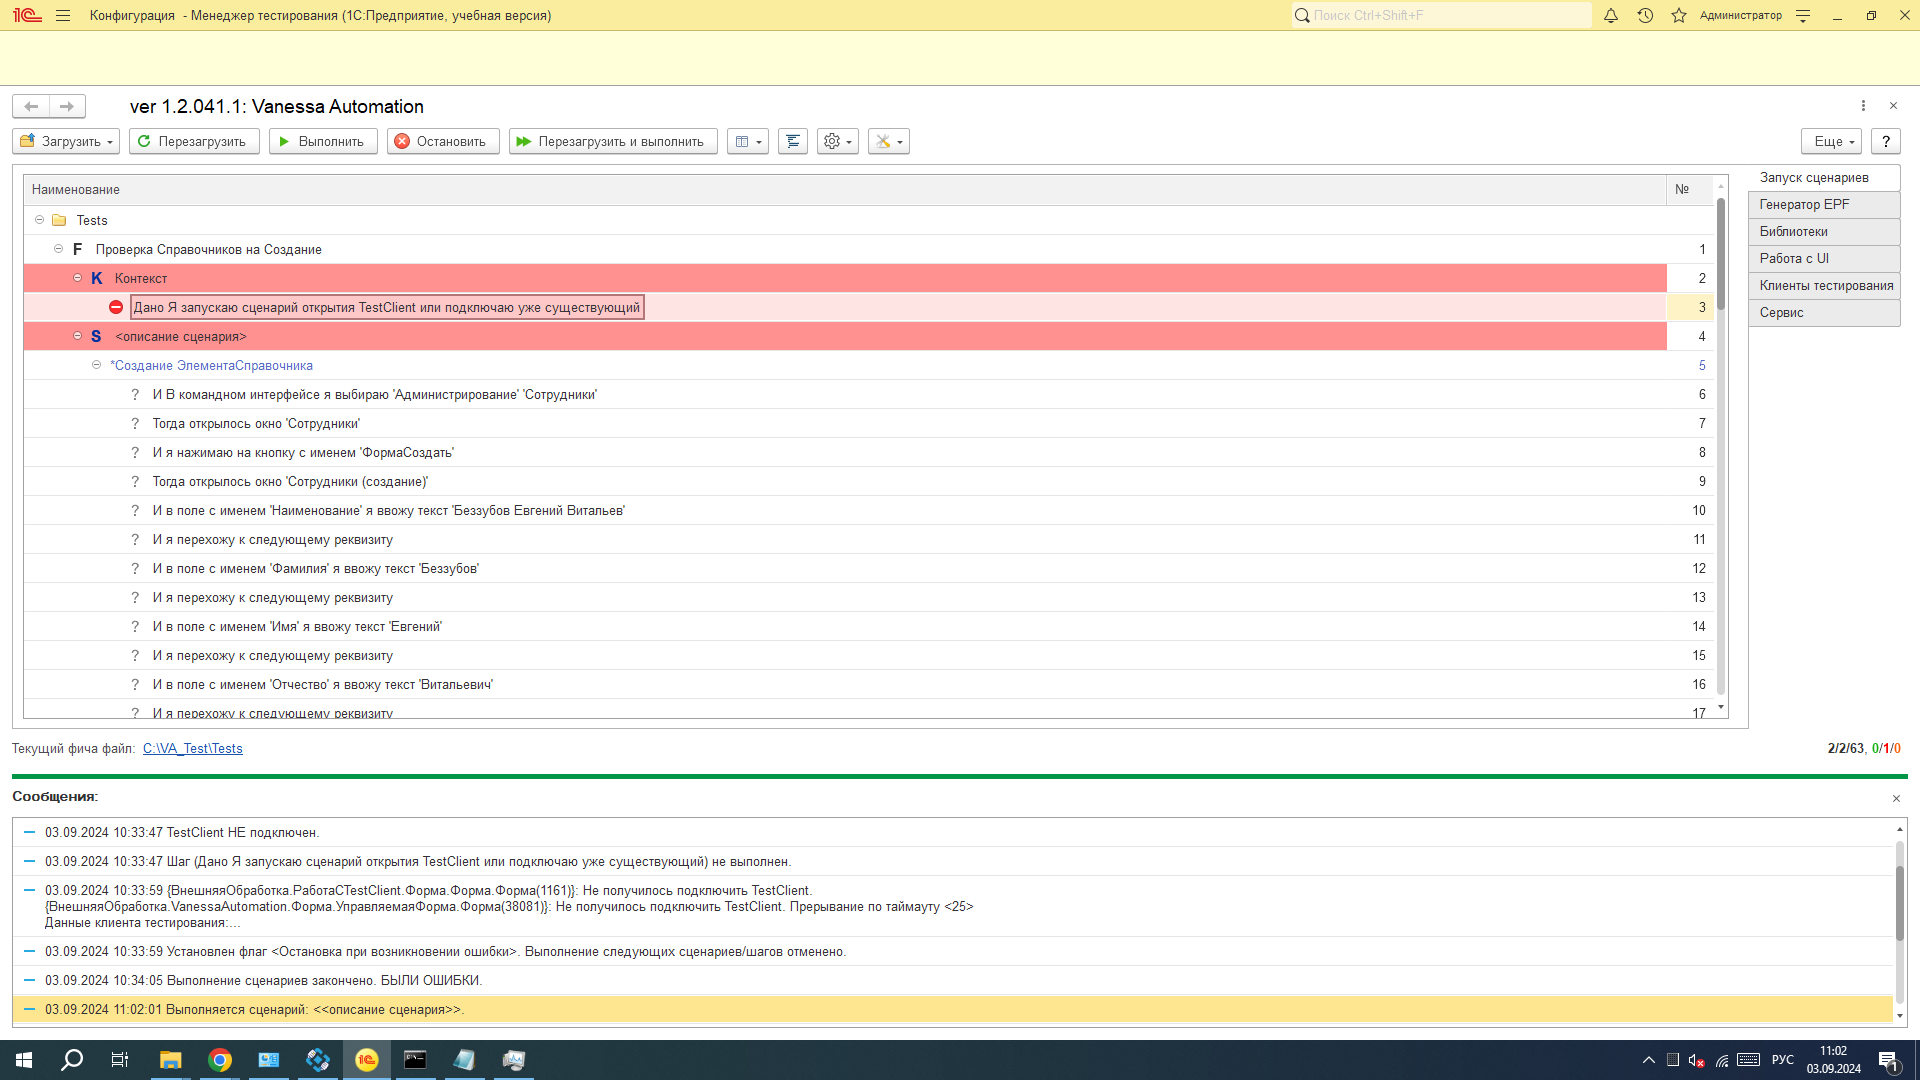 1С Конфигурация - Менеджер тестирования (1С:Предприятие, учебная версия) Поиск Ctrl+Shift+F Администратор
ver 1.2.041.1: Vanessa Automation
Загрузить Перезагрузить Выполнить Остановить Перезагрузить и выполнить Еще ?
Наименование №
Tests
F Проверка Справочников на Создание 1
K Контекст 2
Дано Я запускаю сценарий открытия TestClient или подключаю уже существующий 3
S <описание сценария> 4
*Создание ЭлементаСправочника 5
? И В командном интерфейсе я выбираю 'Администрирование' 'Сотрудники' 6
? Тогда открылось окно 'Сотрудники' 7
? И я нажимаю на кнопку с именем 'ФормаСоздать' 8
? Тогда открылось окно 'Сотрудники (создание)' 9
? И в поле с именем 'Наименование' я ввожу текст 'Беззубов Евгений Витальев' 10
? И я перехожу к следующему реквизиту 11
? И в поле с именем 'Фамилия' я ввожу текст 'Беззубов' 12
? И я перехожу к следующему реквизиту 13
? И в поле с именем 'Имя' я ввожу текст 'Евгений' 14
? И я перехожу к следующему реквизиту 15
? И в поле с именем 'Отчество' я ввожу текст 'Витальевич' 16
? И я перехожу к следующему реквизиту 17
Запуск сценариев
Генератор EPF
Библиотеки
Работа с UI
Клиенты тестирования
Сервис
Текущий фича файл: C:\VA_Test\Tests 2/2/63, 0/1/0
Сообщения:
03.09.2024 10:33:47 TestClient НЕ подключен.
03.09.2024 10:33:47 Шаг (Дано Я запускаю сценарий открытия TestClient или подключаю уже существующий) не выполнен.
03.09.2024 10:33:59 {ВнешняяОбработка.РаботаСTestClient.Форма.Форма.Форма(1161)}: Не получилось подключить TestClient.
{ВнешняяОбработка.VanessaAutomation.Форма.УправляемаяФорма.Форма(38081)}: Не получилось подключить TestClient. Прерывание по таймауту <25>
Данные клиента тестирования:...
03.09.2024 10:33:59 Установлен флаг <Остановка при возникновении ошибки>. Выполнение следующих сценариев/шагов отменено.
03.09.2024 10:34:05 Выполнение сценариев закончено. БЫЛИ ОШИБКИ.
03.09.2024 11:02:01 Выполняется сценарий: <<описание сценария>>.
РУС 11:02
03.09.2024 1